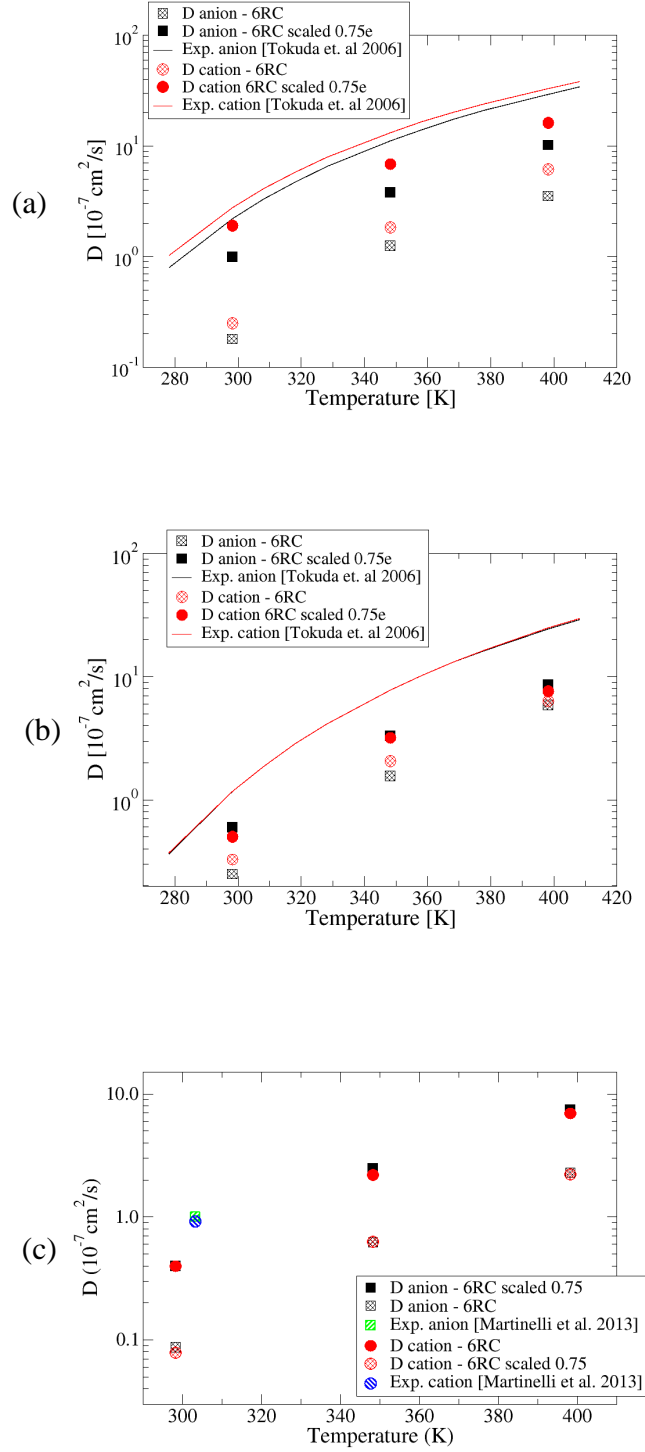 D anion - 6RC
D anion - 6RC scaled 0.75e
Exp. anion [Tokuda et. al 2006]
D cation - 6RC
D cation 6RC scaled 0.75e
Exp. cation [Tokuda et. al 2006]
10^2
10^1
10^0
10^-1
D [10^-7cm^2/s]
(a)
280 300 320 340 360 380 400 420
Temperature [K]
D anion - 6RC
D anion - 6RC scaled 0.75e
Exp. anion [Tokuda et. al 2006]
D cation - 6RC
D cation 6RC scaled 0.75e
Exp. cation [Tokuda et. al 2006]
10^2
10^1
10^0
D [10^-7cm^2/s]
(b)
280 300 320 340 360 380 400 420
Temperature [K]
10.0
1.0
0.1
D (10^-7cm^2/s)
(c)
D anion - 6RC scaled 0.75
D anion - 6RC
Exp. anion [Martinelli et al. 2013]
D cation - 6RC
D cation - 6RC scaled 0.75
Exp. cation [Martinelli et al. 2013]
300 320 340 360 380 400
Temperature (K)